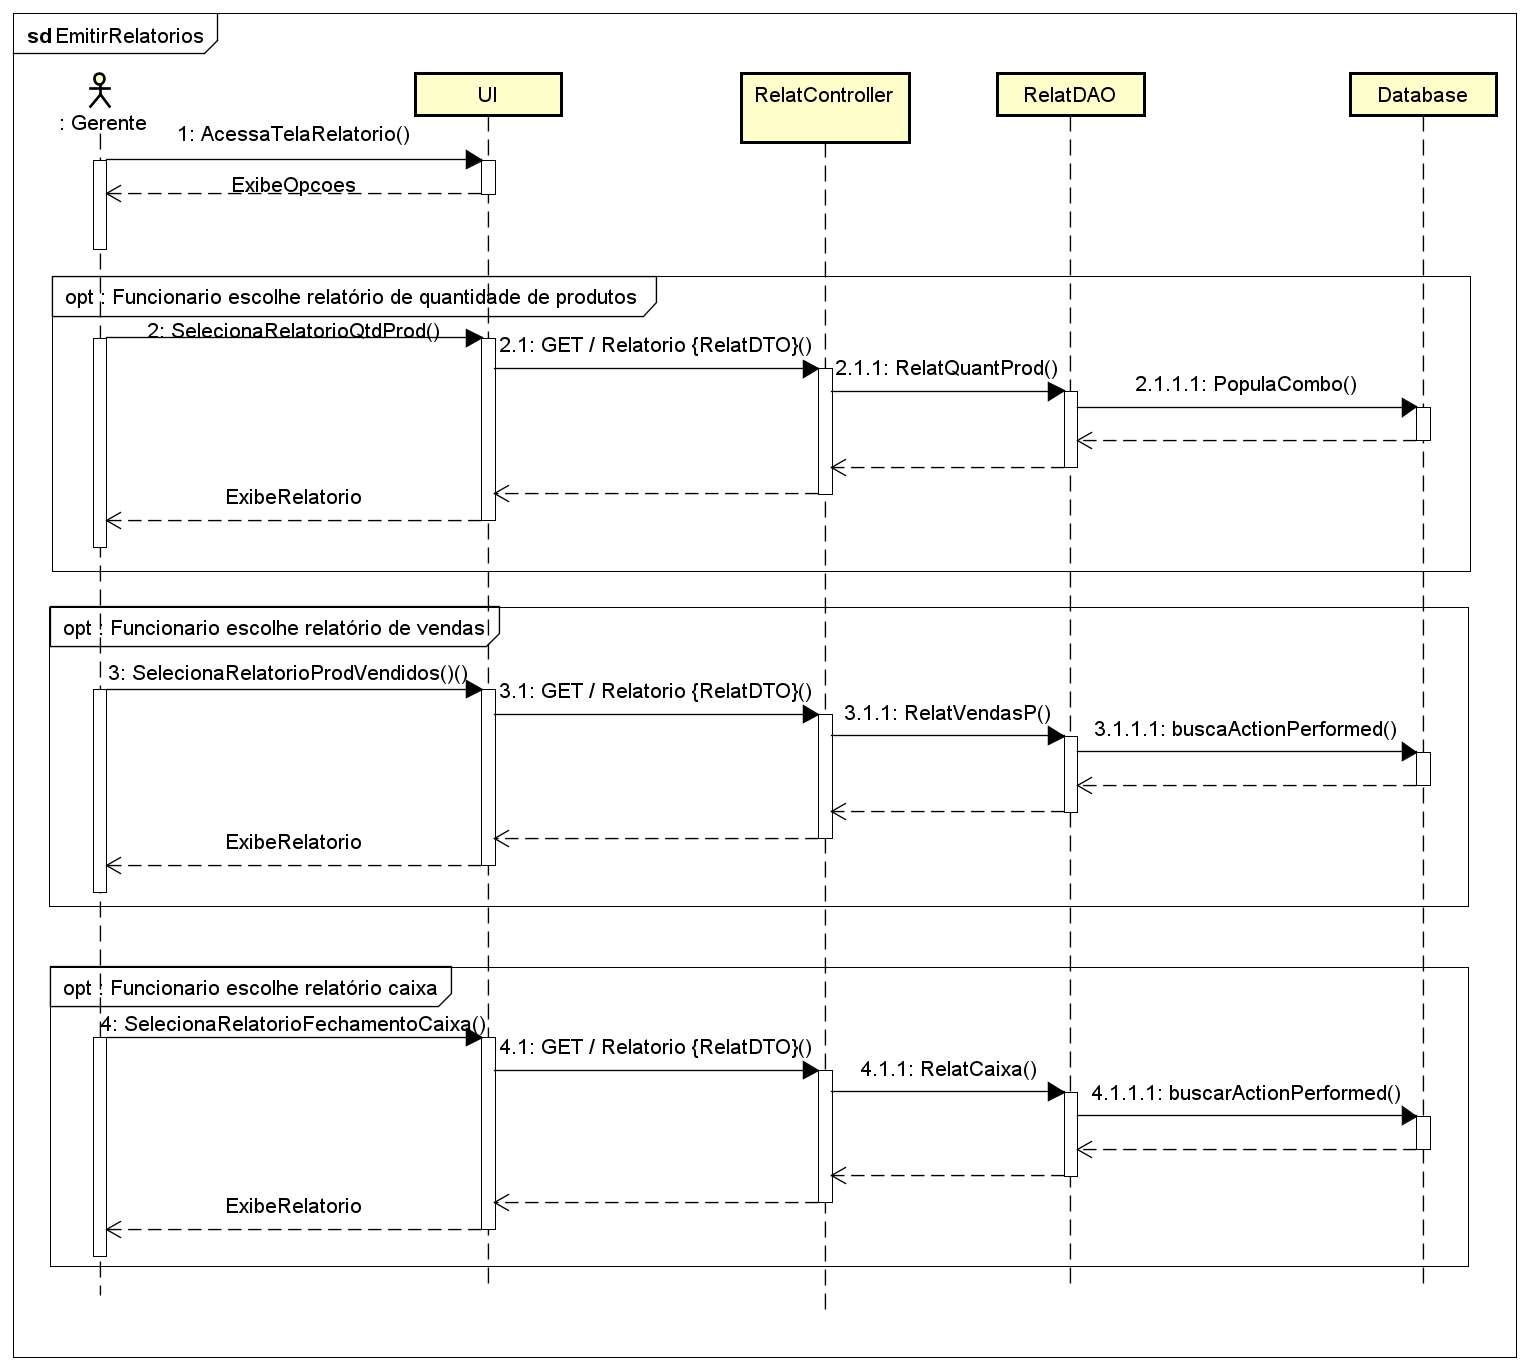 sd EmitirRelatorios
: Gerente
UI
RelatController
RelatDAO
Database
1: AcessaTelaRelatorio()
ExibeOpcoes
opt : Funcionario escolhe relatório de quantidade de produtos
2: SelecionaRelatorioQtdProd()
2.1: GET / Relatorio {RelatDTO}()
2.1.1: RelatQuantProd()
2.1.1.1: PopulaCombo()
ExibeRelatorio
opt : Funcionario escolhe relatório de vendas
3: SelecionaRelatorioProdVendidos()()
3.1: GET / Relatorio {RelatDTO}()
3.1.1: RelatVendasP()
3.1.1.1: buscaActionPerformed()
ExibeRelatorio
opt : Funcionario escolhe relatório caixa
4: SelecionaRelatorioFechamentoCaixa()
4.1: GET / Relatorio {RelatDTO}()
4.1.1: RelatCaixa()
4.1.1.1: buscarActionPerformed()
ExibeRelatorio